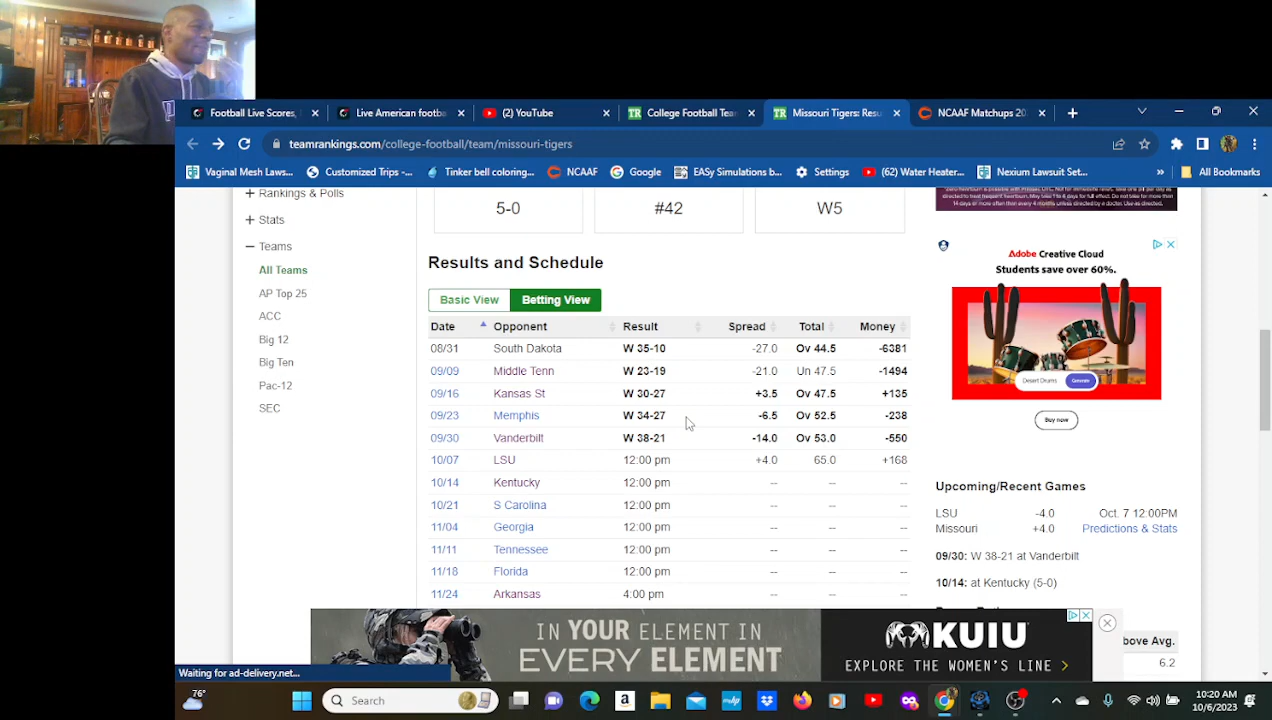 Football Live Scores,
Live American footba
(2) YouTube
College Football Tea
Missouri Tigers: Resu
NCAAF Matchups 20
teamrankings.com/college-football/team/missouri-tigers
Vaginal Mesh Laws...
Customized Trips -...
Tinker bell coloring...
NCAAF
Google
EASy Simulations b...
Settings
(62) Water Heater...
Nexium Lawsuit Set...
»
All Bookmarks
+ Rankings & Polls
+ Stats
− Teams
All Teams
AP Top 25
ACC
Big 12
Big Ten
Pac-12
SEC
5-0
#42
W5
Results and Schedule
Basic View
Betting View
Date Opponent Result Spread Total Money
08/31 South Dakota W 35-10 -27.0 Ov 44.5 -6381
09/09 Middle Tenn W 23-19 -21.0 Un 47.5 -1494
09/16 Kansas St W 30-27 +3.5 Ov 47.5 +135
09/23 Memphis W 34-27 -6.5 Ov 52.5 -238
09/30 Vanderbilt W 38-21 -14.0 Ov 53.0 -550
10/07 LSU 12:00 pm +4.0 65.0 +168
10/14 Kentucky 12:00 pm -- -- --
10/21 S Carolina 12:00 pm -- -- --
11/04 Georgia 12:00 pm -- -- --
11/11 Tennessee 12:00 pm -- -- --
11/18 Florida 12:00 pm -- -- --
11/24 Arkansas 4:00 pm -- -- --
Adobe Creative Cloud
Students save over 60%.
Desert Drums
Generate
Buy now
Upcoming/Recent Games
LSU -4.0 Oct. 7 12:00PM
Missouri +4.0 Predictions & Stats
09/30: W 38-21 at Vanderbilt
10/14: at Kentucky (5-0)
bove Avg.
6.2
IN YOUR ELEMENT IN
EVERY ELEMENT
KUIU
EXPLORE THE WOMEN'S LINE >
Waiting for ad-delivery.net...
76°
Search
10:20 AM
10/6/2023